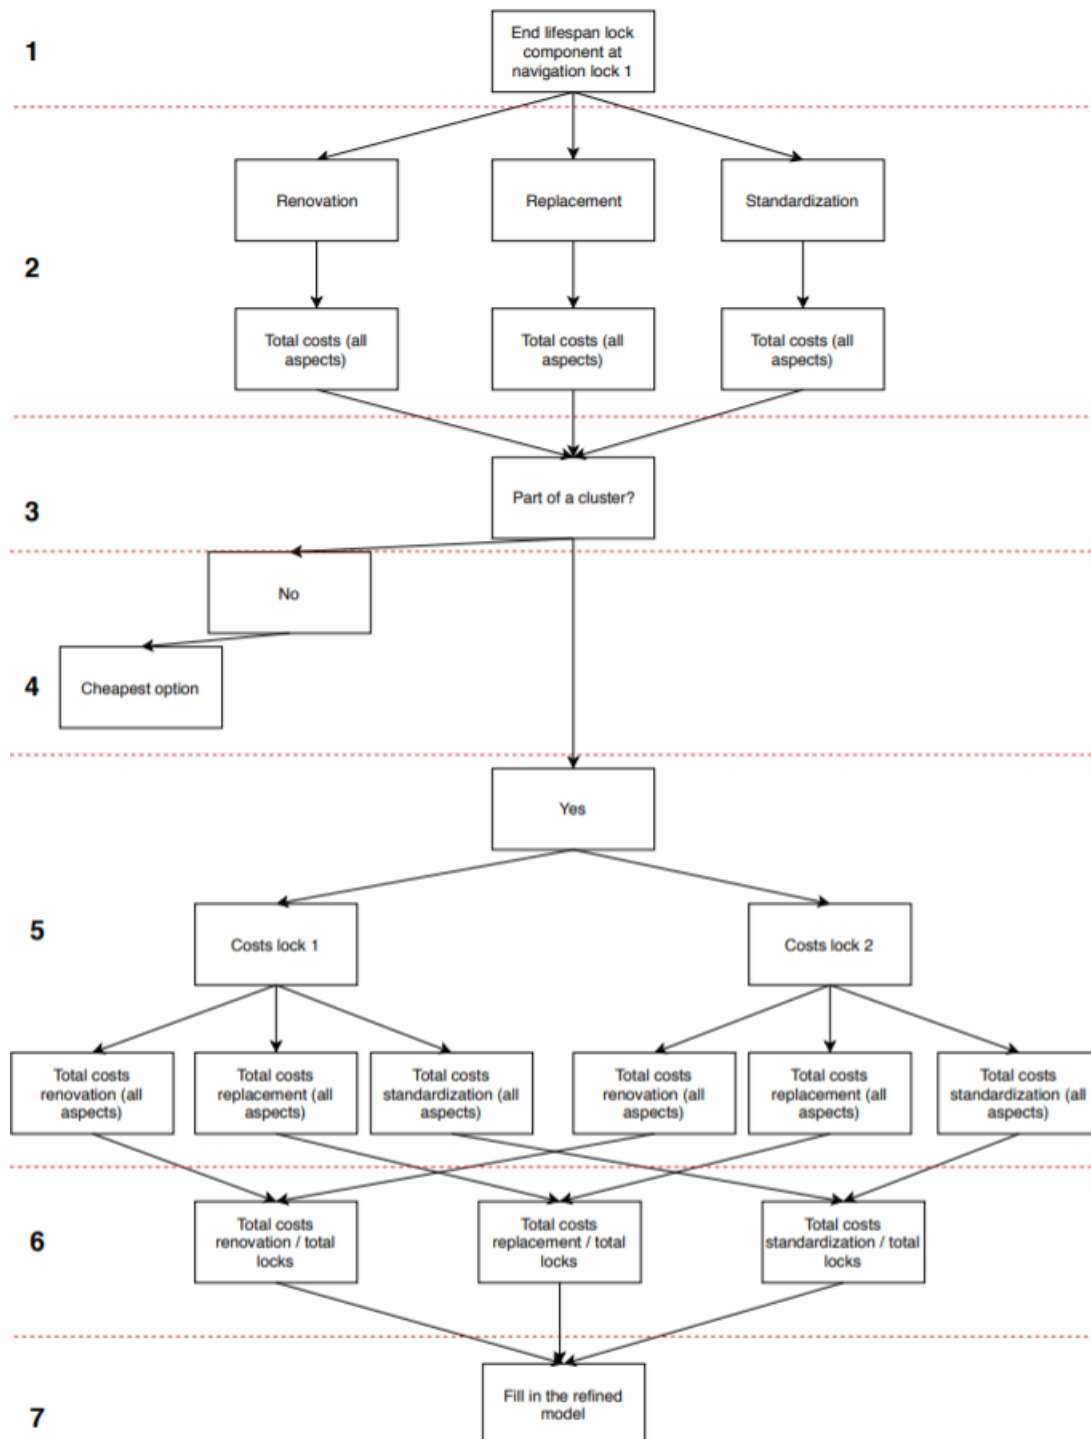 1
End lifespan lock
component at
navigation lock 1
Renovation
Replacement
Standardization
2
Total costs (all
aspects)
Total costs (all
aspects)
Total costs (all
aspects)
3
Part of a cluster?
No
4
Cheapest option
Yes
5
Costs lock 1
Costs lock 2
Total costs
renovation (all
aspects)
Total costs
replacement (all
aspects)
Total costs
standardization (all
aspects)
Total costs
renovation (all
aspects)
Total costs
replacement (all
aspects)
Total costs
standardization (all
aspects)
6
Total costs
renovation / total
locks
Total costs
replacement / total
locks
Total costs
standardization / total
locks
7
Fill in the refined
model